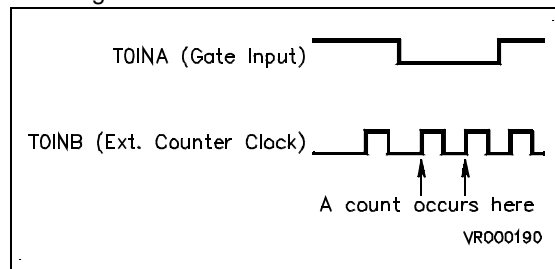 T0INA (Gate Input)
T0INB (Ext. Counter Clock)
A count occurs here
VR000190